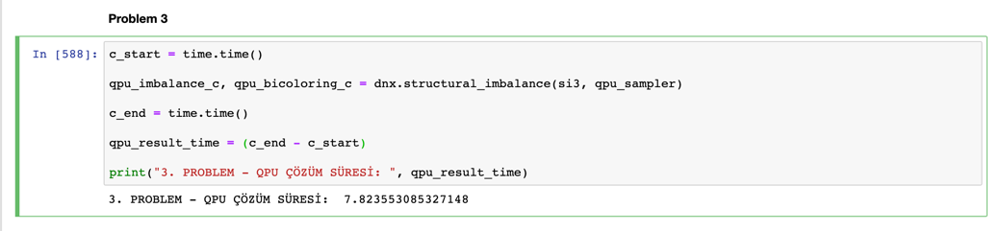 Problem 3
In [588]: c_start = time.time()
qpu_imbalance_c, qpu_bicoloring_c = dnx.structural_imbalance(si3, qpu_sampler)
c_end = time.time()
qpu_result_time = (c_end - c_start)
print("3. PROBLEM - QPU ÇÖZÜM SÜRESİ: ", qpu_result_time)
3. PROBLEM - QPU ÇÖZÜM SÜRESİ:  7.823553085327148